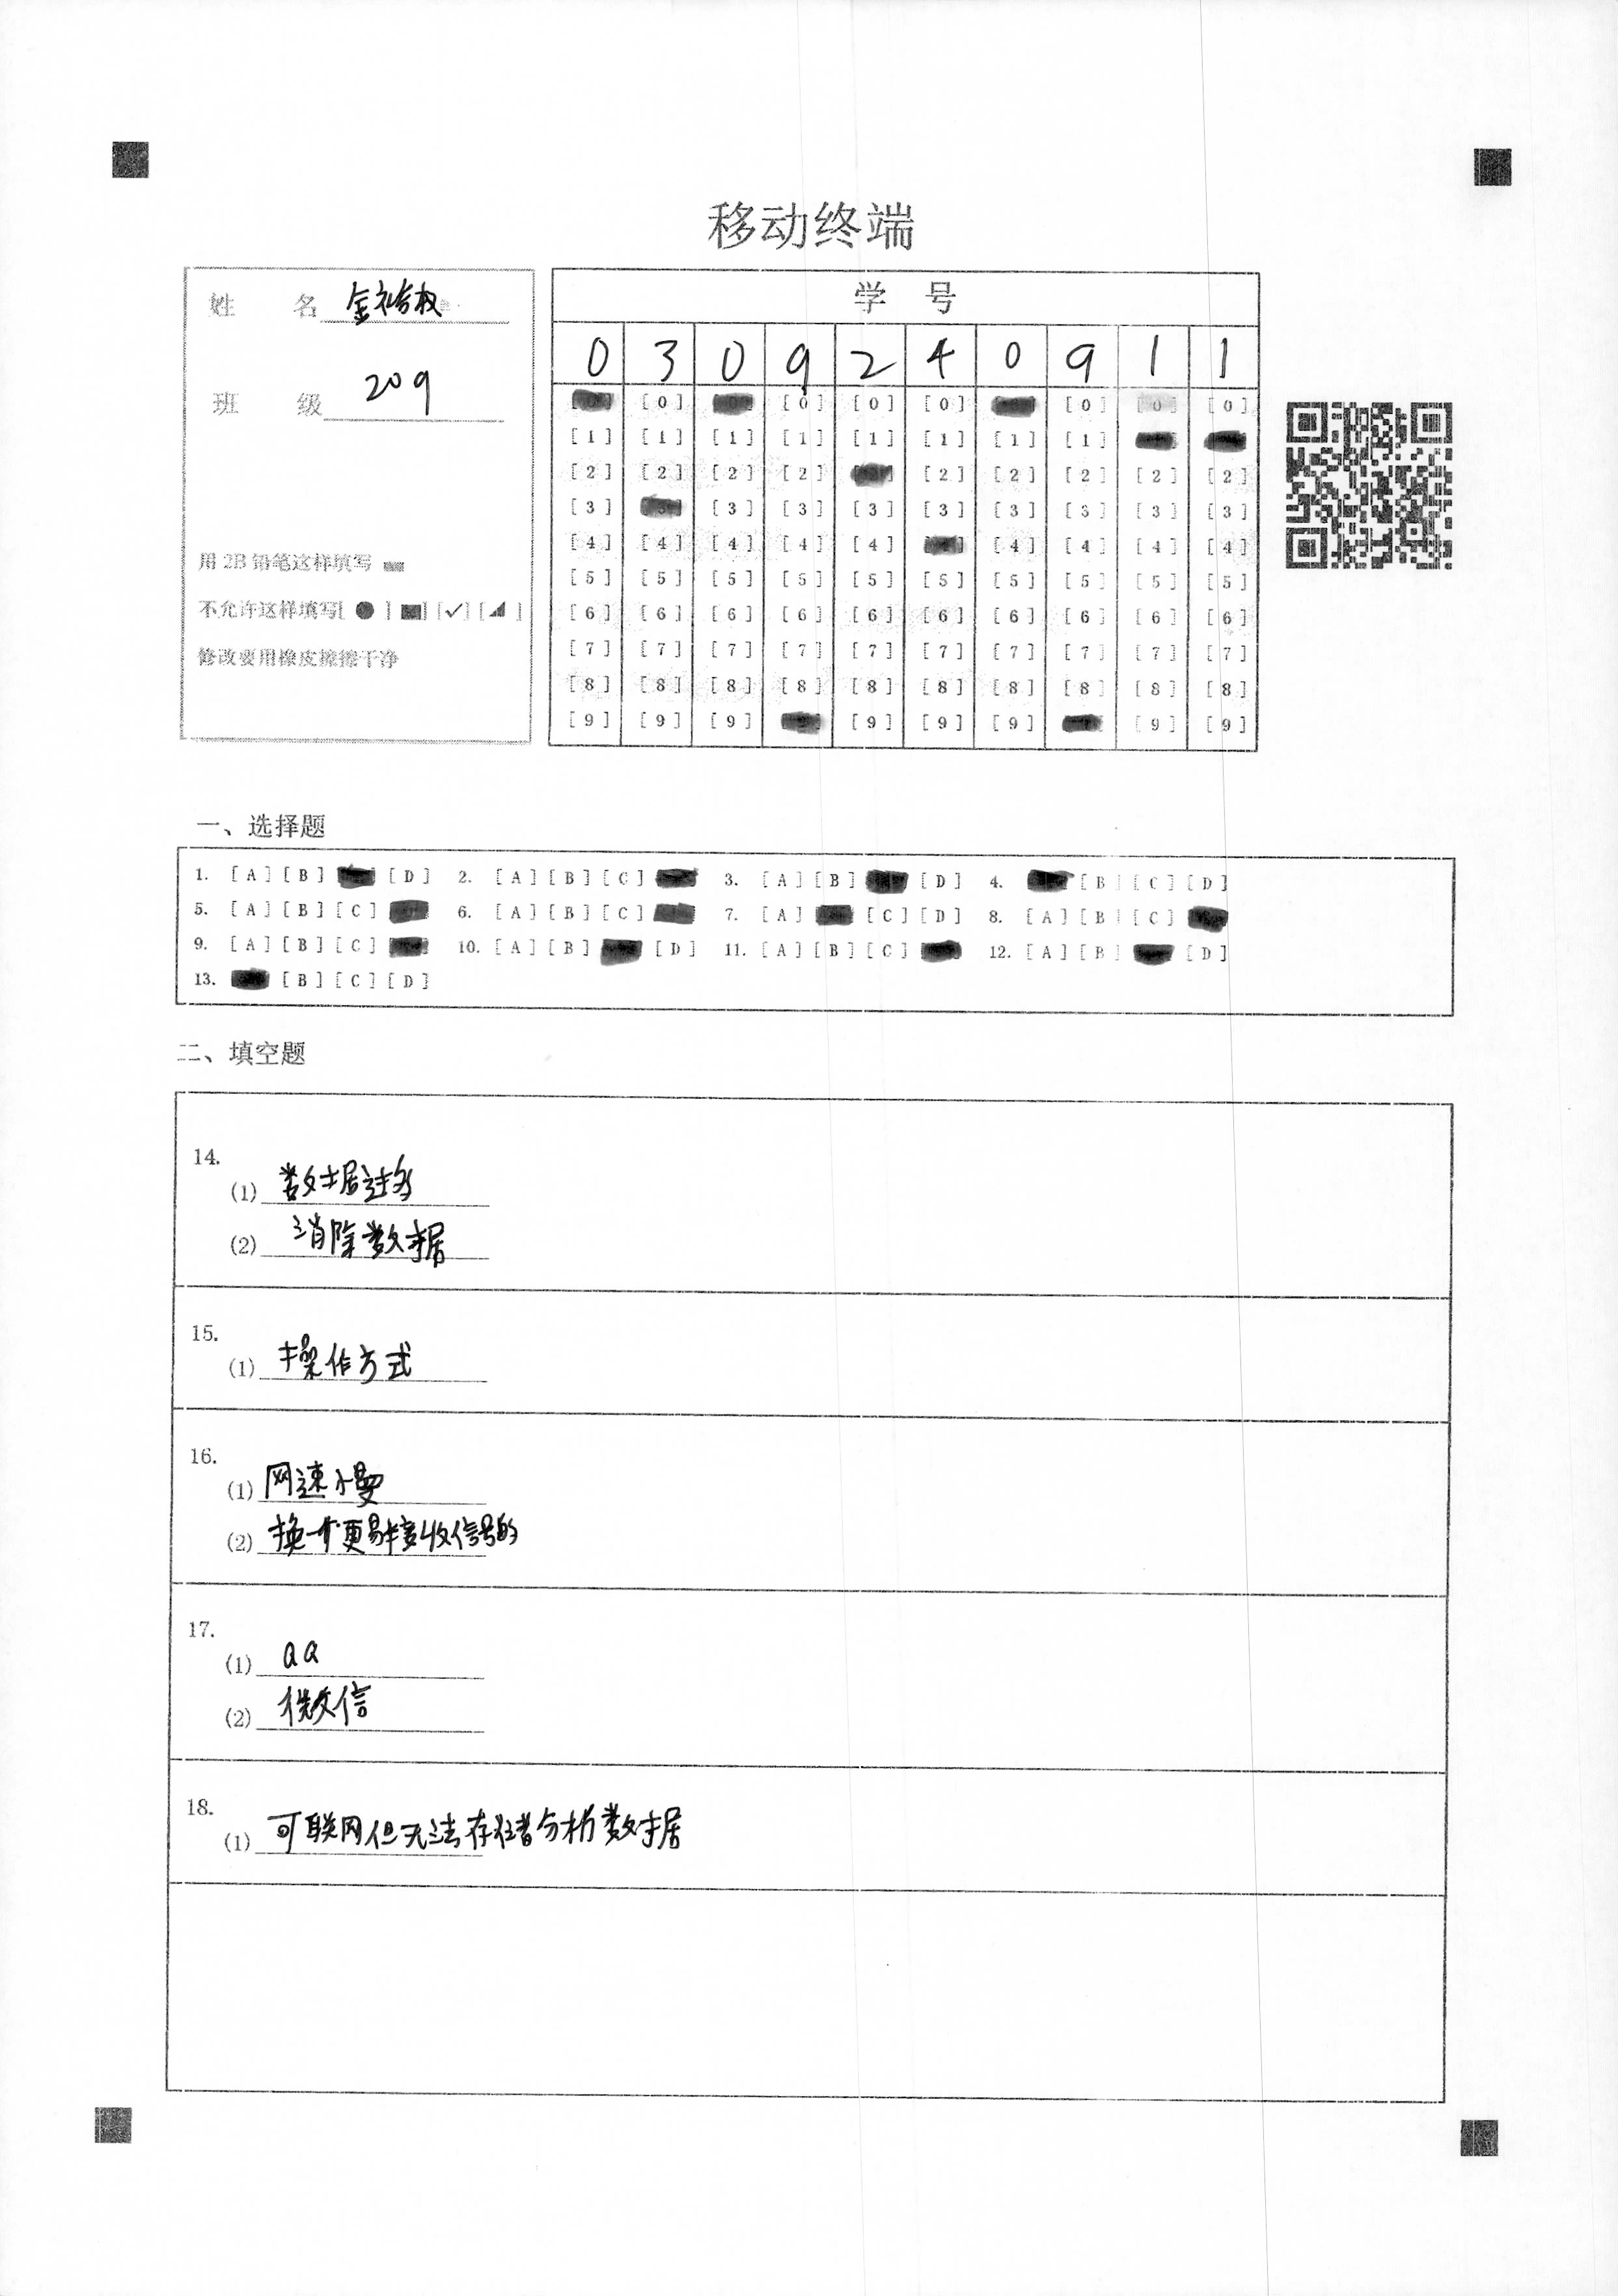 移动终端
姓 名 金裕权
班 级 209
用 2B 铅笔这样填写
不允许这样填写[ ● ] [■] [✓] [◢ ]
修改要用橡皮擦擦干净
学 号
0 3 0 9 2 4 0 9 1 1
[0] [0] [0] [0] [0] [0]
[1] [1] [1] [1] [1] [1] [1] [1]
[2] [2] [2] [2] [2] [2] [2] [2] [2]
[3] [3] [3] [3] [3] [3] [3] [3] [3]
[4] [4] [4] [4] [4] [4] [4] [4] [4]
[5] [5] [5] [5] [5] [5] [5] [5] [5] [5]
[6] [6] [6] [6] [6] [6] [6] [6] [6] [6]
[7] [7] [7] [7] [7] [7] [7] [7] [7] [7]
[8] [8] [8] [8] [8] [8] [8] [8] [8] [8]
[9] [9] [9] [9] [9] [9] [9] [9]
一、选择题
1. [A] [B] [D] 2. [A] [B] [C] 3. [A] [B] [D] 4. [B] [C] [D]
5. [A] [B] [C] 6. [A] [B] [C] 7. [A] [C] [D] 8. [A] [B] [C]
9. [A] [B] [C] 10. [A] [B] [D] 11. [A] [B] [C] 12. [A] [B] [D]
13. [B] [C] [D]
二、填空题
14.
(1) 数据过多
(2) 消除数据
15.
(1) 操作方式
16.
(1) 网速慢
(2) 换一个更易接收信号的
17.
(1) QQ
(2) 微信
18.
(1) 可联网但无法存储分析数据